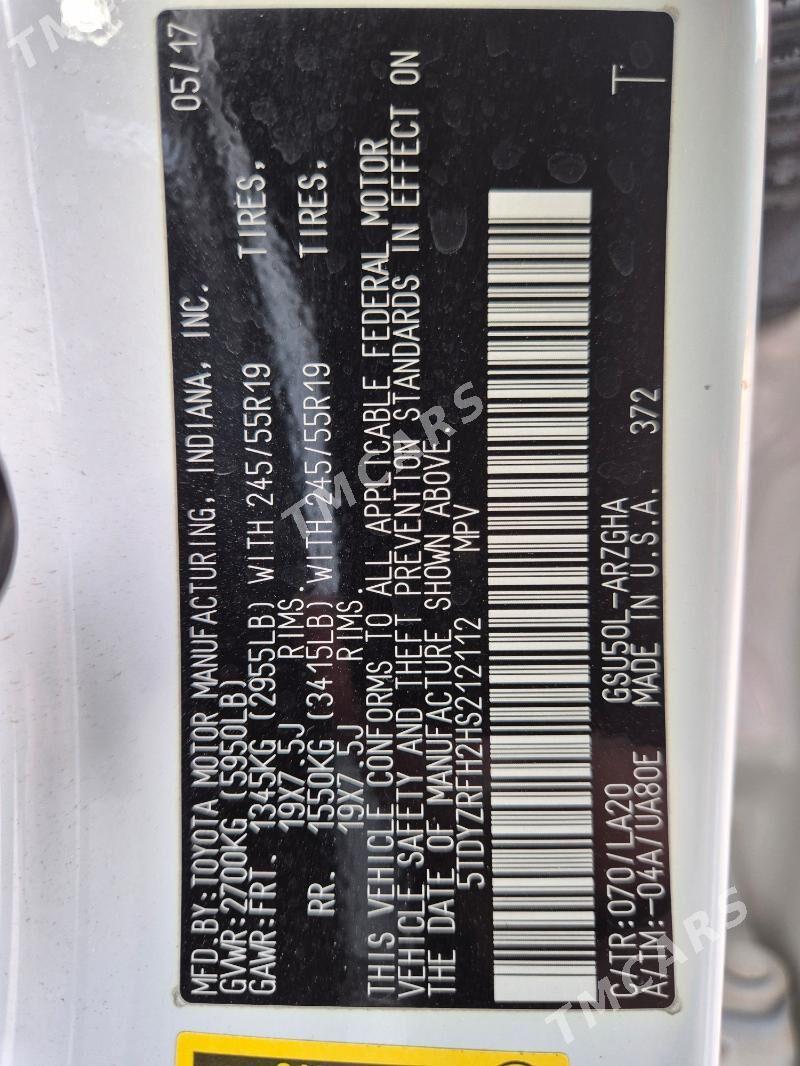 MFD.BY:TOYOTA MOTOR MANUFACTURING, INDIANA, INC. 05/17
GVWR:2700KG (5950LB)
GAWR:FRT. 1345KG (2955LB) WITH 245/55R19 TIRES,
19X7.5J RIMS.
RR. 1550KG (3415LB) WITH 245/55R19 TIRES,
19X7.5J RIMS.
THIS VEHICLE CONFORMS TO ALL APPLICABLE FEDERAL MOTOR
VEHICLE SAFETY AND THEFT PREVENTION STANDARDS IN EFFECT ON
THE DATE OF MANUFACTURE SHOWN ABOVE.
5TDYZRFH2HS212112 MPV
C/TR:070/LA20 GSU50L-ARZGHA T
A/TM:-04A/UA80E MADE IN U.S.A. 372
TMCARS
TMCARS
TMCARS